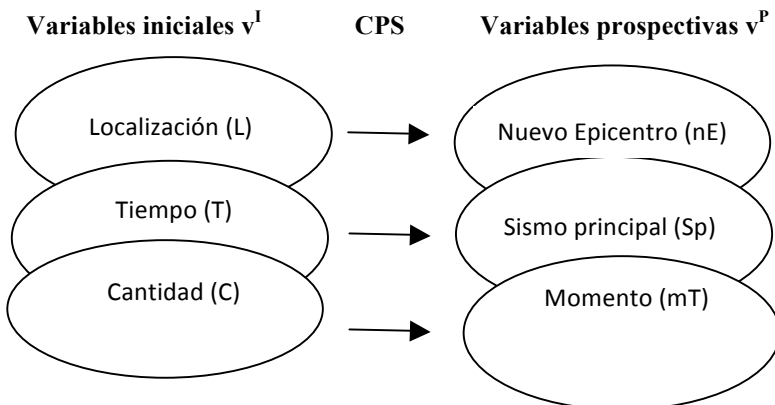 Variables iniciales v^I CPS Variables prospectivas v^P
Localización (L) Nuevo Epicentro (nE)
Tiempo (T) Sismo principal (Sp)
Cantidad (C) Momento (mT)